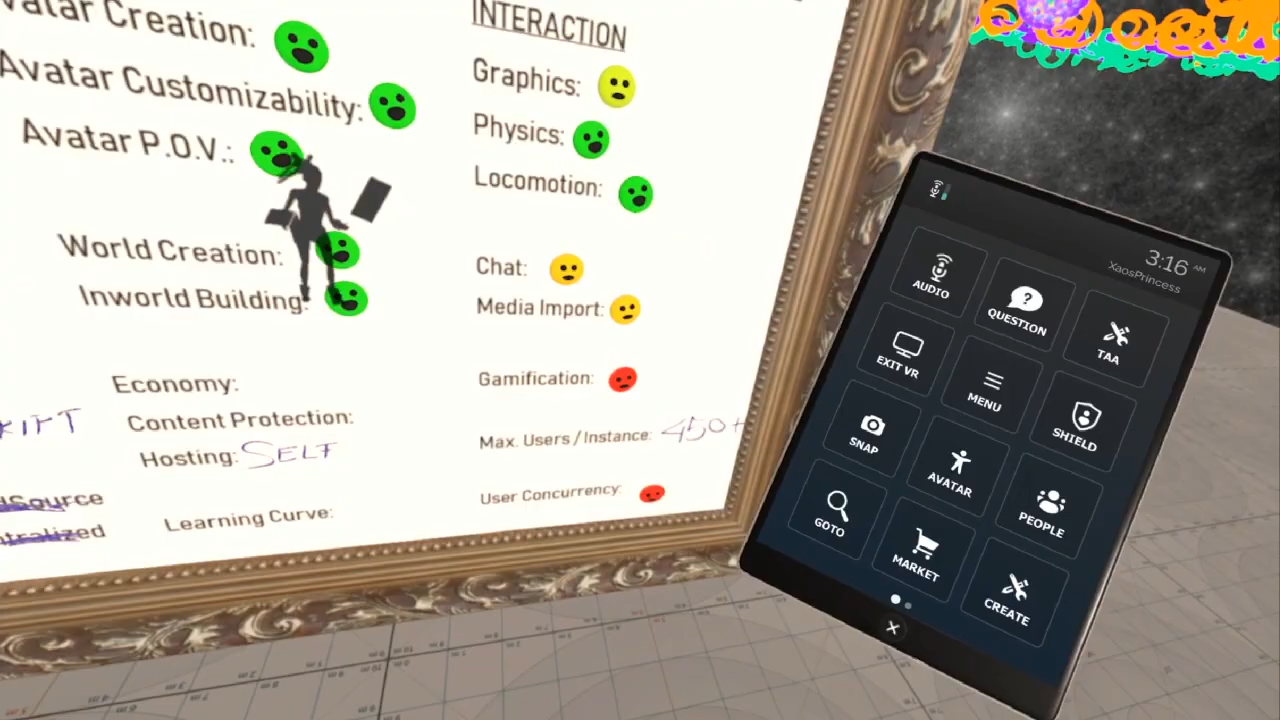 Avatar Creation:
Avatar Customizability:
Avatar P.O.V.:
World Creation:
Inworld Building:
Economy:
Content Protection:
Hosting: SELF
Learning Curve:
INTERACTION
Graphics:
Physics:
Locomotion:
Chat:
Media Import:
Gamification:
Max. Users/Instance: 450+
User Concurrency:
3:16 AM
XaosPrincess
AUDIO
QUESTION
TAA
EXIT VR
MENU
SHIELD
SNAP
AVATAR
PEOPLE
GOTO
MARKET
CREATE